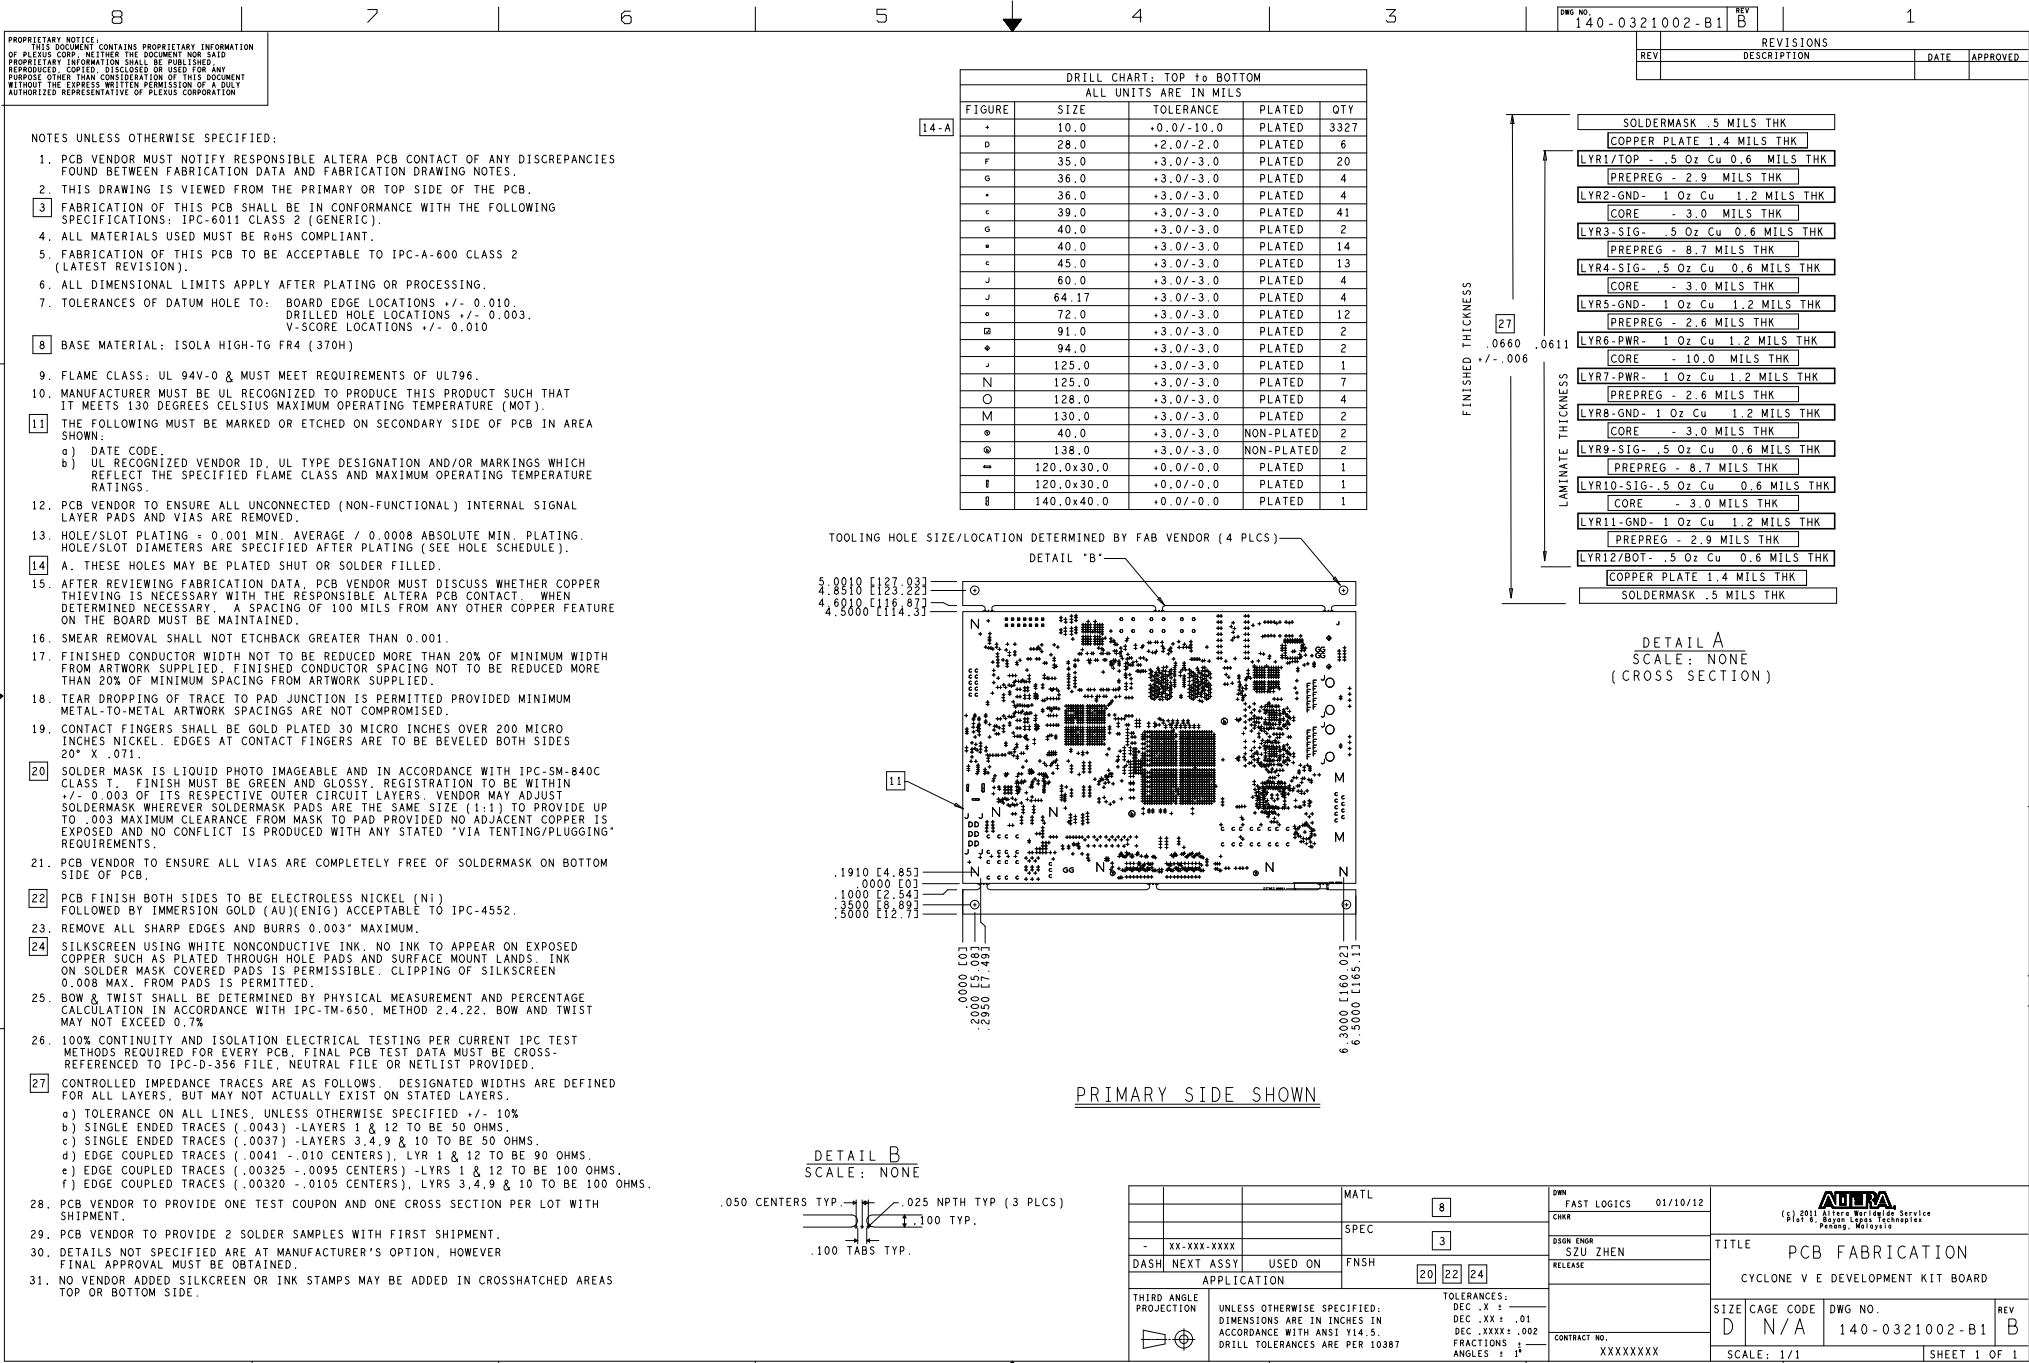 8 7 6 5 4 3 1
DWG NO. 140-0321002-B1 REV B
PROPRIETARY NOTICE:
THIS DOCUMENT CONTAINS PROPRIETARY INFORMATION
OF PLEXUS CORP. NEITHER THE DOCUMENT NOR SAID
PROPRIETARY INFORMATION SHALL BE PUBLISHED,
REPRODUCED, COPIED, DISCLOSED OR USED FOR ANY
PURPOSE OTHER THAN CONSIDERATION OF THIS DOCUMENT
WITHOUT THE EXPRESS WRITTEN PERMISSION OF A DULY
AUTHORIZED REPRESENTATIVE OF PLEXUS CORPORATION
REVISIONS
REV DESCRIPTION DATE APPROVED
NOTES UNLESS OTHERWISE SPECIFIED:
1. PCB VENDOR MUST NOTIFY RESPONSIBLE ALTERA PCB CONTACT OF ANY DISCREPANCIES
FOUND BETWEEN FABRICATION DATA AND FABRICATION DRAWING NOTES.
2. THIS DRAWING IS VIEWED FROM THE PRIMARY OR TOP SIDE OF THE PCB.
3 FABRICATION OF THIS PCB SHALL BE IN CONFORMANCE WITH THE FOLLOWING
SPECIFICATIONS: IPC-6011 CLASS 2 (GENERIC).
4. ALL MATERIALS USED MUST BE RoHS COMPLIANT.
5. FABRICATION OF THIS PCB TO BE ACCEPTABLE TO IPC-A-600 CLASS 2
(LATEST REVISION).
6. ALL DIMENSIONAL LIMITS APPLY AFTER PLATING OR PROCESSING.
7. TOLERANCES OF DATUM HOLE TO: BOARD EDGE LOCATIONS +/- 0.010.
DRILLED HOLE LOCATIONS +/- 0.003.
V-SCORE LOCATIONS +/- 0.010
8 BASE MATERIAL: ISOLA HIGH-TG FR4 (370H)
9. FLAME CLASS: UL 94V-0 & MUST MEET REQUIREMENTS OF UL796.
10. MANUFACTURER MUST BE UL RECOGNIZED TO PRODUCE THIS PRODUCT SUCH THAT
IT MEETS 130 DEGREES CELSIUS MAXIMUM OPERATING TEMPERATURE (MOT).
11 THE FOLLOWING MUST BE MARKED OR ETCHED ON SECONDARY SIDE OF PCB IN AREA
SHOWN:
a) DATE CODE.
b) UL RECOGNIZED VENDOR ID, UL TYPE DESIGNATION AND/OR MARKINGS WHICH
REFLECT THE SPECIFIED FLAME CLASS AND MAXIMUM OPERATING TEMPERATURE
RATINGS.
12. PCB VENDOR TO ENSURE ALL UNCONNECTED (NON-FUNCTIONAL) INTERNAL SIGNAL
LAYER PADS AND VIAS ARE REMOVED.
13. HOLE/SLOT PLATING = 0.001 MIN. AVERAGE / 0.0008 ABSOLUTE MIN. PLATING.
HOLE/SLOT DIAMETERS ARE SPECIFIED AFTER PLATING (SEE HOLE SCHEDULE).
14 A. THESE HOLES MAY BE PLATED SHUT OR SOLDER FILLED.
15. AFTER REVIEWING FABRICATION DATA, PCB VENDOR MUST DISCUSS WHETHER COPPER
THIEVING IS NECESSARY WITH THE RESPONSIBLE ALTERA PCB CONTACT. WHEN
DETERMINED NECESSARY. A SPACING OF 100 MILS FROM ANY OTHER COPPER FEATURE
ON THE BOARD MUST BE MAINTAINED.
16. SMEAR REMOVAL SHALL NOT ETCHBACK GREATER THAN 0.001.
17. FINISHED CONDUCTOR WIDTH NOT TO BE REDUCED MORE THAN 20% OF MINIMUM WIDTH
FROM ARTWORK SUPPLIED. FINISHED CONDUCTOR SPACING NOT TO BE REDUCED MORE
THAN 20% OF MINIMUM SPACING FROM ARTWORK SUPPLIED.
18. TEAR DROPPING OF TRACE TO PAD JUNCTION IS PERMITTED PROVIDED MINIMUM
METAL-TO-METAL ARTWORK SPACINGS ARE NOT COMPROMISED.
19. CONTACT FINGERS SHALL BE GOLD PLATED 30 MICRO INCHES OVER 200 MICRO
INCHES NICKEL. EDGES AT CONTACT FINGERS ARE TO BE BEVELED BOTH SIDES
20° X .071.
20 SOLDER MASK IS LIQUID PHOTO IMAGEABLE AND IN ACCORDANCE WITH IPC-SM-840C
CLASS T. FINISH MUST BE GREEN AND GLOSSY. REGISTRATION TO BE WITHIN
+/- 0.003 OF ITS RESPECTIVE OUTER CIRCUIT LAYERS. VENDOR MAY ADJUST
SOLDERMASK WHEREVER SOLDERMASK PADS ARE THE SAME SIZE (1:1) TO PROVIDE UP
TO .003 MAXIMUM CLEARANCE FROM MASK TO PAD PROVIDED NO ADJACENT COPPER IS
EXPOSED AND NO CONFLICT IS PRODUCED WITH ANY STATED "VIA TENTING/PLUGGING"
REQUIREMENTS.
21. PCB VENDOR TO ENSURE ALL VIAS ARE COMPLETELY FREE OF SOLDERMASK ON BOTTOM
SIDE OF PCB.
22 PCB FINISH BOTH SIDES TO BE ELECTROLESS NICKEL (Ni)
FOLLOWED BY IMMERSION GOLD (AU)(ENIG) ACCEPTABLE TO IPC-4552.
23. REMOVE ALL SHARP EDGES AND BURRS 0.003" MAXIMUM.
24 SILKSCREEN USING WHITE NONCONDUCTIVE INK. NO INK TO APPEAR ON EXPOSED
COPPER SUCH AS PLATED THROUGH HOLE PADS AND SURFACE MOUNT LANDS. INK
ON SOLDER MASK COVERED PADS IS PERMISSIBLE. CLIPPING OF SILKSCREEN
0.008 MAX. FROM PADS IS PERMITTED.
25. BOW & TWIST SHALL BE DETERMINED BY PHYSICAL MEASUREMENT AND PERCENTAGE
CALCULATION IN ACCORDANCE WITH IPC-TM-650, METHOD 2.4.22. BOW AND TWIST
MAY NOT EXCEED 0.7%
26. 100% CONTINUITY AND ISOLATION ELECTRICAL TESTING PER CURRENT IPC TEST
METHODS REQUIRED FOR EVERY PCB. FINAL PCB TEST DATA MUST BE CROSS-
REFERENCED TO IPC-D-356 FILE, NEUTRAL FILE OR NETLIST PROVIDED.
27 CONTROLLED IMPEDANCE TRACES ARE AS FOLLOWS. DESIGNATED WIDTHS ARE DEFINED
FOR ALL LAYERS, BUT MAY NOT ACTUALLY EXIST ON STATED LAYERS.
a) TOLERANCE ON ALL LINES, UNLESS OTHERWISE SPECIFIED +/- 10%
b) SINGLE ENDED TRACES (.0043) -LAYERS 1 & 12 TO BE 50 OHMS.
c) SINGLE ENDED TRACES (.0037) -LAYERS 3,4,9 & 10 TO BE 50 OHMS.
d) EDGE COUPLED TRACES (.0041 -.010 CENTERS), LYR 1 & 12 TO BE 90 OHMS.
e) EDGE COUPLED TRACES (.00325 -.0095 CENTERS) -LYRS 1 & 12 TO BE 100 OHMS.
f) EDGE COUPLED TRACES (.00320 -.0105 CENTERS), LYRS 3,4,9 & 10 TO BE 100 OHMS.
28. PCB VENDOR TO PROVIDE ONE TEST COUPON AND ONE CROSS SECTION PER LOT WITH
SHIPMENT.
29. PCB VENDOR TO PROVIDE 2 SOLDER SAMPLES WITH FIRST SHIPMENT.
30. DETAILS NOT SPECIFIED ARE AT MANUFACTURER'S OPTION, HOWEVER
FINAL APPROVAL MUST BE OBTAINED.
31. NO VENDOR ADDED SILKCREEN OR INK STAMPS MAY BE ADDED IN CROSSHATCHED AREAS
TOP OR BOTTOM SIDE.
DRILL CHART: TOP to BOTTOM
ALL UNITS ARE IN MILS
FIGURE SIZE TOLERANCE PLATED QTY
14-A + 10.0 +0.0/-10.0 PLATED 3327
D 28.0 +2.0/-2.0 PLATED 6
F 35.0 +3.0/-3.0 PLATED 20
G 36.0 +3.0/-3.0 PLATED 4
36.0 +3.0/-3.0 PLATED 4
C 39.0 +3.0/-3.0 PLATED 41
G 40.0 +3.0/-3.0 PLATED 2
40.0 +3.0/-3.0 PLATED 14
C 45.0 +3.0/-3.0 PLATED 13
J 60.0 +3.0/-3.0 PLATED 4
J 64.17 +3.0/-3.0 PLATED 4
72.0 +3.0/-3.0 PLATED 12
91.0 +3.0/-3.0 PLATED 2
94.0 +3.0/-3.0 PLATED 2
J 125.0 +3.0/-3.0 PLATED 1
N 125.0 +3.0/-3.0 PLATED 7
O 128.0 +3.0/-3.0 PLATED 4
M 130.0 +3.0/-3.0 PLATED 2
40.0 +3.0/-3.0 NON-PLATED 2
138.0 +3.0/-3.0 NON-PLATED 2
120.0x30.0 +0.0/-0.0 PLATED 1
120.0x30.0 +0.0/-0.0 PLATED 1
140.0x40.0 +0.0/-0.0 PLATED 1
TOOLING HOLE SIZE/LOCATION DETERMINED BY FAB VENDOR (4 PLCS)
DETAIL "B"
5.0010 [127.03]
4.8510 [123.22]
4.6010 [116.87]
4.5000 [114.3]
11
.1910 [4.85]
.0000 [0]
.1000 [2.54]
.3500 [8.89]
.5000 [12.7]
.0000 [0]
.2000 [5.08]
.2950 [7.49]
6.3000 [160.02]
6.5000 [165.1]
N
O
O
O
O
M
M
N
N
DD
DD
DD
N
GG
N
N
N
PRIMARY SIDE SHOWN
SOLDERMASK .5 MILS THK
COPPER PLATE 1.4 MILS THK
LYR1/TOP - .5 Oz Cu 0.6 MILS THK
PREPREG - 2.9 MILS THK
LYR2-GND- 1 Oz Cu 1.2 MILS THK
CORE - 3.0 MILS THK
LYR3-SIG- .5 Oz Cu 0.6 MILS THK
PREPREG - 8.7 MILS THK
LYR4-SIG- .5 Oz Cu 0.6 MILS THK
CORE - 3.0 MILS THK
LYR5-GND- 1 Oz Cu 1.2 MILS THK
PREPREG - 2.6 MILS THK
LYR6-PWR- 1 Oz Cu 1.2 MILS THK
CORE - 10.0 MILS THK
LYR7-PWR- 1 Oz Cu 1.2 MILS THK
PREPREG - 2.6 MILS THK
LYR8-GND- 1 Oz Cu 1.2 MILS THK
CORE - 3.0 MILS THK
LYR9-SIG- .5 Oz Cu 0.6 MILS THK
PREPREG - 8.7 MILS THK
LYR10-SIG-.5 Oz Cu 0.6 MILS THK
CORE - 3.0 MILS THK
LYR11-GND- 1 Oz Cu 1.2 MILS THK
PREPREG - 2.9 MILS THK
LYR12/BOT- .5 Oz Cu 0.6 MILS THK
COPPER PLATE 1.4 MILS THK
SOLDERMASK .5 MILS THK
FINISHED THICKNESS
27
.0660
+/-.006
.0611
LAMINATE THICKNESS
DETAIL A
SCALE: NONE
(CROSS SECTION)
DETAIL B
SCALE: NONE
.050 CENTERS TYP.
.025 NPTH TYP (3 PLCS)
.100 TYP.
.100 TABS TYP.
MATL 8
SPEC 3
- XX-XXX-XXXX
DASH NEXT ASSY USED ON
APPLICATION
FNSH 20 22 24
THIRD ANGLE
PROJECTION
UNLESS OTHERWISE SPECIFIED:
DIMENSIONS ARE IN INCHES IN
ACCORDANCE WITH ANSI Y14.5.
DRILL TOLERANCES ARE PER 10387
TOLERANCES:
DEC .X ±
DEC .XX ± .01
DEC .XXXX± .002
FRACTIONS ±
ANGLES ± 1°
DWN FAST LOGICS 01/10/12
CHKR
DSGN ENGR SZU ZHEN
RELEASE
CONTRACT NO.
XXXXXXXX
ALTERA.
(c) 2011 Altera Worldwide Service
Plot 6, Bayan Lepas Technoplex
Penang, Malaysia
TITLE PCB FABRICATION
CYCLONE V E DEVELOPMENT KIT BOARD
SIZE D CAGE CODE N/A DWG NO. 140-0321002-B1 REV B
SCALE: 1/1 SHEET 1 OF 1